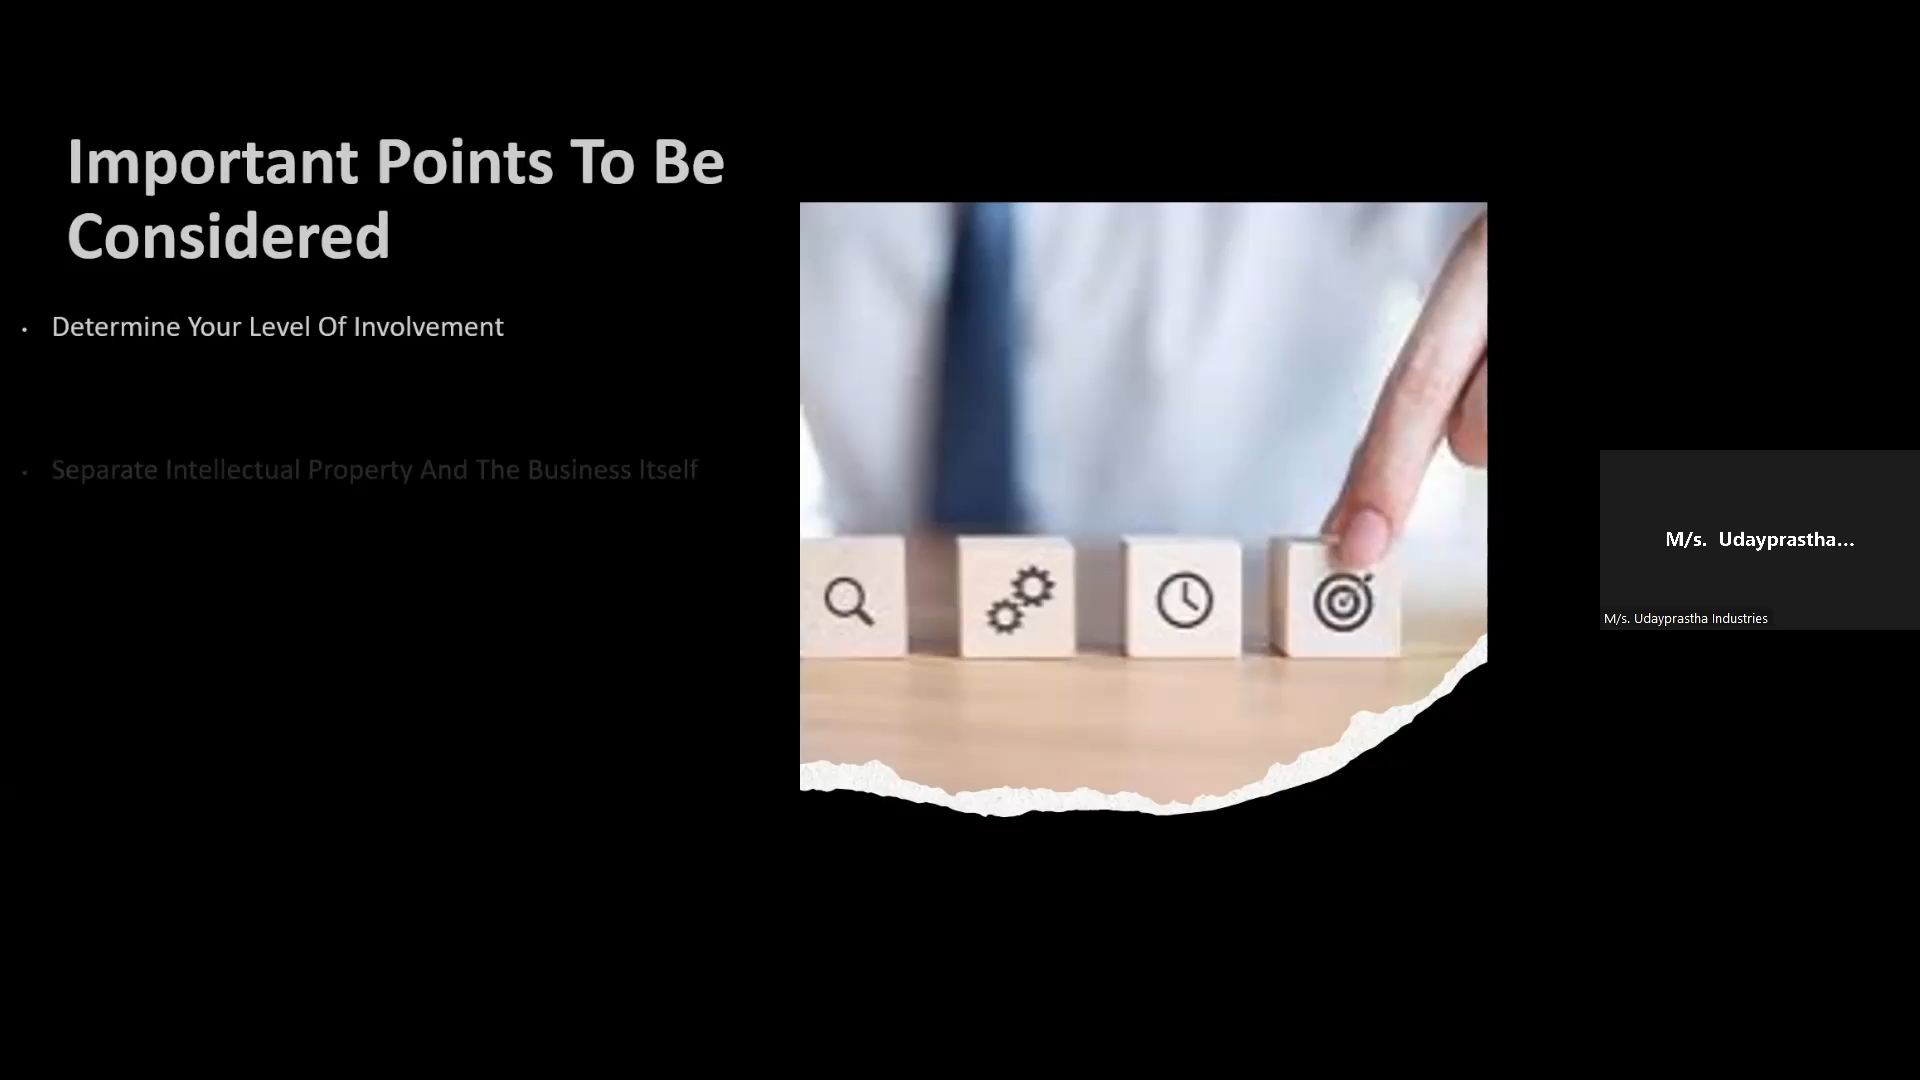 Important Points To Be
Considered
• Determine Your Level Of Involvement
• Separate Intellectual Property And The Business Itself
M/s. Udayprastha...
M/s. Udayprastha Industries